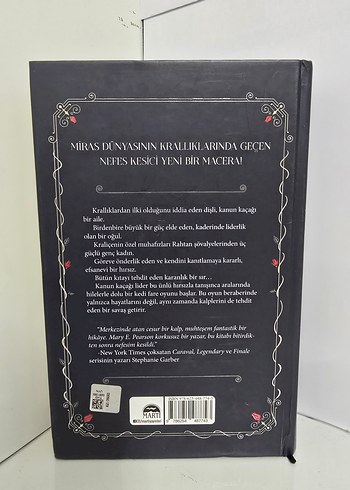 MİRAS DÜNYASININ KRALLIKLARINDA GEÇEN
NEFES KESİCİ YENİ BİR MACERA!
Krallıklardan ilki olduğunu iddia eden dişli, kanun kaçağı
bir aile.
Birdenbire büyük bir güç elde eden, kaderinde liderlik
olan bir oğul.
Kraliçenin özel muhafızları Rahtan şövalyelerinden üç
güçlü genç kadın.
Göreve önderlik eden ve kendini kanıtlamaya kararlı,
efsanevi bir hırsız.
Bütün kıtayı tehdit eden karanlık bir sır...
Kanun kaçağı lider bu ünlü hırsızla tanışınca aralarında
hilelerle dolu bir kedi fare oyunu başlar. Bu oyun beraberinde
yalnızca hayatlarını değil, aynı zamanda kalplerini de tehdit
eden bir savaş getirir.
"Merkezinde atan cesur bir kalp, muhteşem fantastik bir
hikâye. Mary E. Pearson korkusuz bir yazar, bu kitabı bitirdik-
ten sonra nefesim kesildi."
-New York Times çoksatan Caraval, Legendary ve Finale
serisinin yazarı Stephanie Garber
MARTI